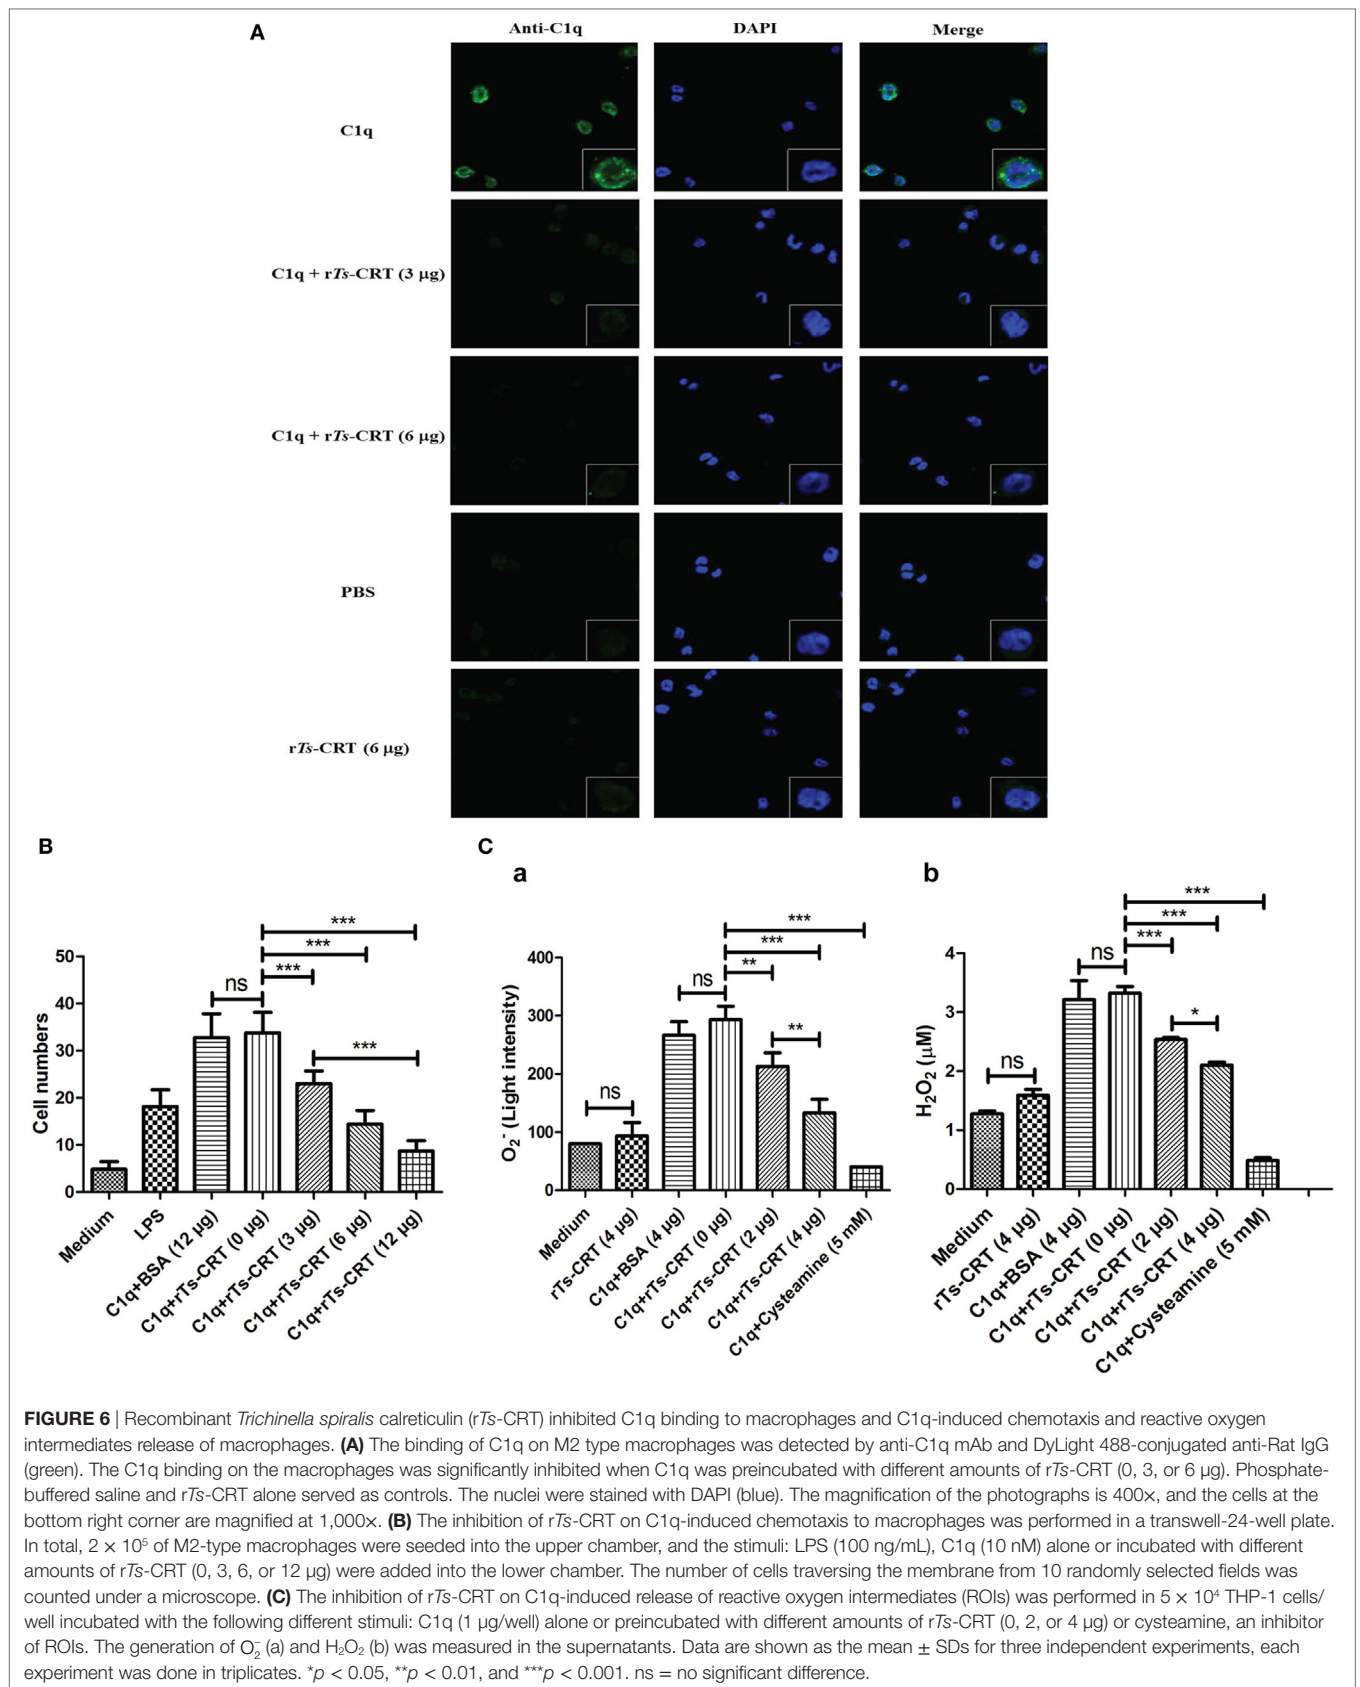 A
Anti-C1q DAPI Merge
C1q
C1q + rTs-CRT (3 μg)
C1q + rTs-CRT (6 μg)
PBS
rTs-CRT (6 μg)
B
Cell numbers
50
40
30
20
10
0
ns
***
***
***
***
Medium
LPS
C1q+BSA (12 μg)
C1q+rTs-CRT (0 μg)
C1q+rTs-CRT (3 μg)
C1q+rTs-CRT (6 μg)
C1q+rTs-CRT (12 μg)
C
a
O₂⁻ (Light intensity)
400
300
200
100
0
ns
ns
**
***
***
**
Medium
rTs-CRT (4 μg)
C1q+BSA (4 μg)
C1q+rTs-CRT (0 μg)
C1q+rTs-CRT (2 μg)
C1q+rTs-CRT (4 μg)
C1q+Cysteamine (5 mM)
b
H₂O₂ (μM)
4
3
2
1
0
ns
ns
***
***
***
*
Medium
rTs-CRT (4 μg)
C1q+BSA (4 μg)
C1q+rTs-CRT (0 μg)
C1q+rTs-CRT (2 μg)
C1q+rTs-CRT (4 μg)
C1q+Cysteamine (5 mM)
FIGURE 6 | Recombinant Trichinella spiralis calreticulin (rTs-CRT) inhibited C1q binding to macrophages and C1q-induced chemotaxis and reactive oxygen
intermediates release of macrophages. (A) The binding of C1q on M2 type macrophages was detected by anti-C1q mAb and DyLight 488-conjugated anti-Rat IgG
(green). The C1q binding on the macrophages was significantly inhibited when C1q was preincubated with different amounts of rTs-CRT (0, 3, or 6 μg). Phosphate-
buffered saline and rTs-CRT alone served as controls. The nuclei were stained with DAPI (blue). The magnification of the photographs is 400×, and the cells at the
bottom right corner are magnified at 1,000×. (B) The inhibition of rTs-CRT on C1q-induced chemotaxis to macrophages was performed in a transwell-24-well plate.
In total, 2 × 10⁵ of M2-type macrophages were seeded into the upper chamber, and the stimuli: LPS (100 ng/mL), C1q (10 nM) alone or incubated with different
amounts of rTs-CRT (0, 3, 6, or 12 μg) were added into the lower chamber. The number of cells traversing the membrane from 10 randomly selected fields was
counted under a microscope. (C) The inhibition of rTs-CRT on C1q-induced release of reactive oxygen intermediates (ROIs) was performed in 5 × 10⁴ THP-1 cells/
well incubated with the following different stimuli: C1q (1 μg/well) alone or preincubated with different amounts of rTs-CRT (0, 2, or 4 μg) or cysteamine, an inhibitor
of ROIs. The generation of O₂⁻ (a) and H₂O₂ (b) was measured in the supernatants. Data are shown as the mean ± SDs for three independent experiments, each
experiment was done in triplicates. *p < 0.05, **p < 0.01, and ***p < 0.001. ns = no significant difference.